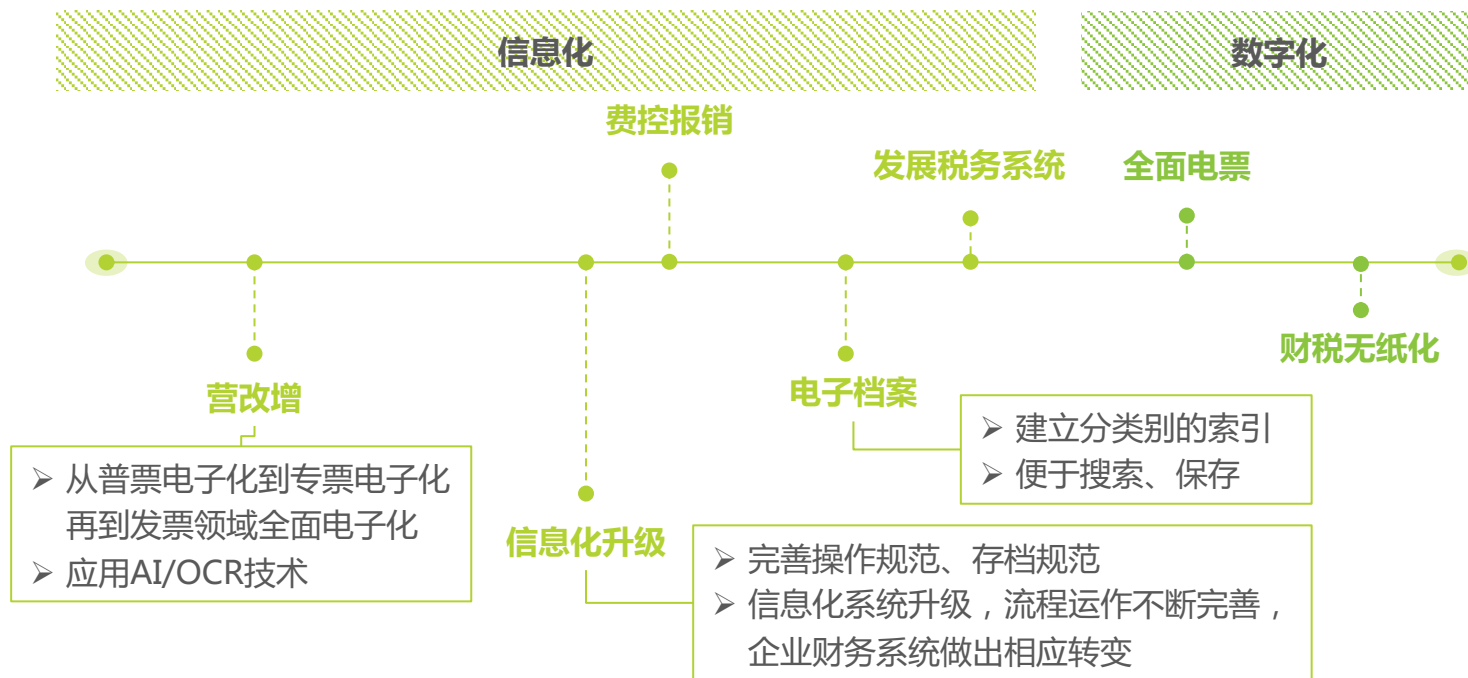 信息化
数字化
费控报销
发展税务系统
全面电票
财税无纸化
营改增
电子档案
➢ 建立分类别的索引
➢ 便于搜索、保存
➢ 从普票电子化到专票电子化
再到发票领域全面电子化
➢ 应用AI/OCR技术
信息化升级
➢ 完善操作规范、存档规范
➢ 信息化系统升级，流程运作不断完善，
企业财务系统做出相应转变